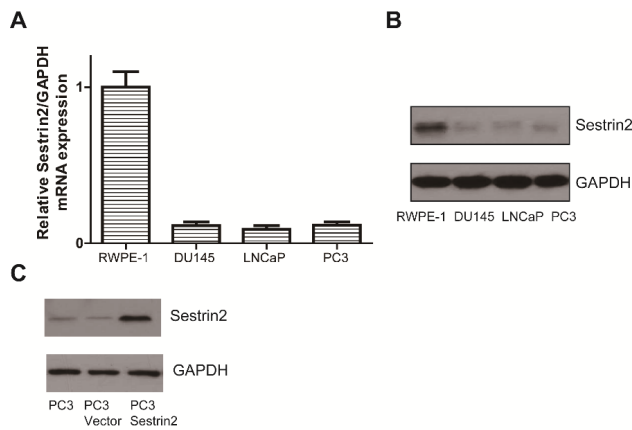 A
Relative Sestrin2/GAPDH
mRNA expression
1
0
RWPE-1 DU145 LNCaP PC3
B
Sestrin2
GAPDH
RWPE-1 DU145 LNCaP PC3
C
Sestrin2
GAPDH
PC3 PC3 PC3
Vector Sestrin2